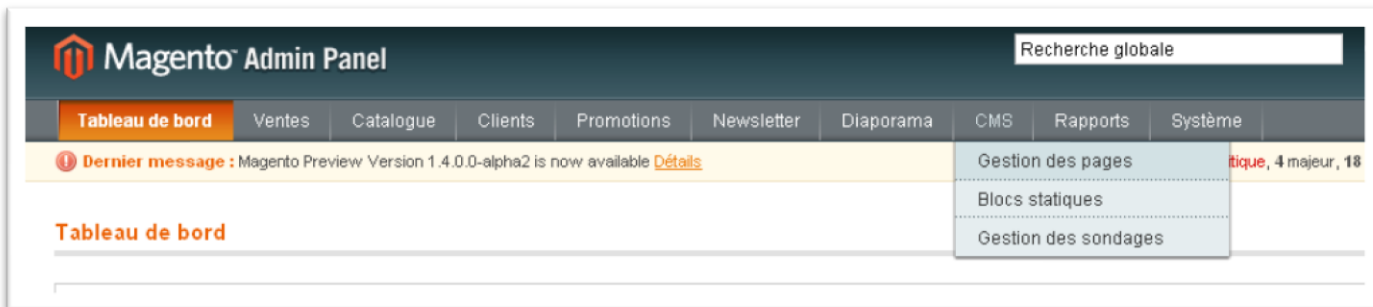 Magento™ Admin Panel
Recherche globale
Tableau de bord Ventes Catalogue Clients Promotions Newsletter Diaporama CMS Rapports Système
Dernier message : Magento Preview Version 1.4.0.0-alpha2 is now available Détails tique, 4 majeur, 18
Gestion des pages
Blocs statiques
Tableau de bord
Gestion des sondages